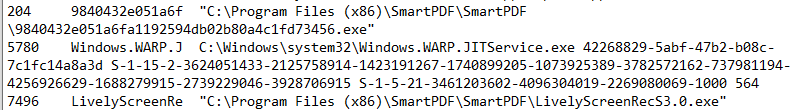 204 9840432e051a6f "C:\Program Files (x86)\SmartPDF\SmartPDF
\9840432e051a6fa1192594db02b80a4c1fd73456.exe"
5780 Windows.WARP.J C:\Windows\system32\Windows.WARP.JITService.exe 42268829-5abf-47b2-b08c-
7c1fc14a8a3d S-1-15-2-3624051433-2125758914-1423191267-1740899205-1073925389-3782572162-737981194-
4256926629-1688279915-2739229046-3928706915 S-1-5-21-3461203602-4096304019-2269080069-1000 564
7496 LivelyScreenRe "C:\Program Files (x86)\SmartPDF\SmartPDF\LivelyScreenRecS3.0.exe"